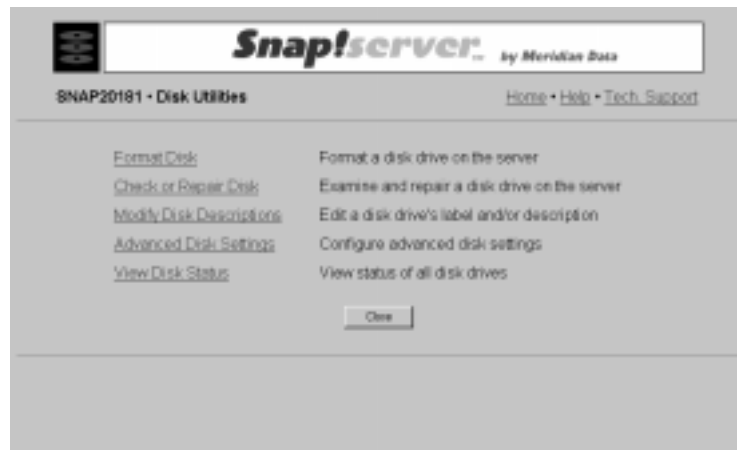 Snap!server™ by Meridian Data
SNAP20181 • Disk Utilities Home • Help • Tech. Support
Format Disk Format a disk drive on the server
Check or Repair Disk Examine and repair a disk drive on the server
Modify Disk Descriptions Edit a disk drive's label and/or description
Advanced Disk Settings Configure advanced disk settings
View Disk Status View status of all disk drives
Close